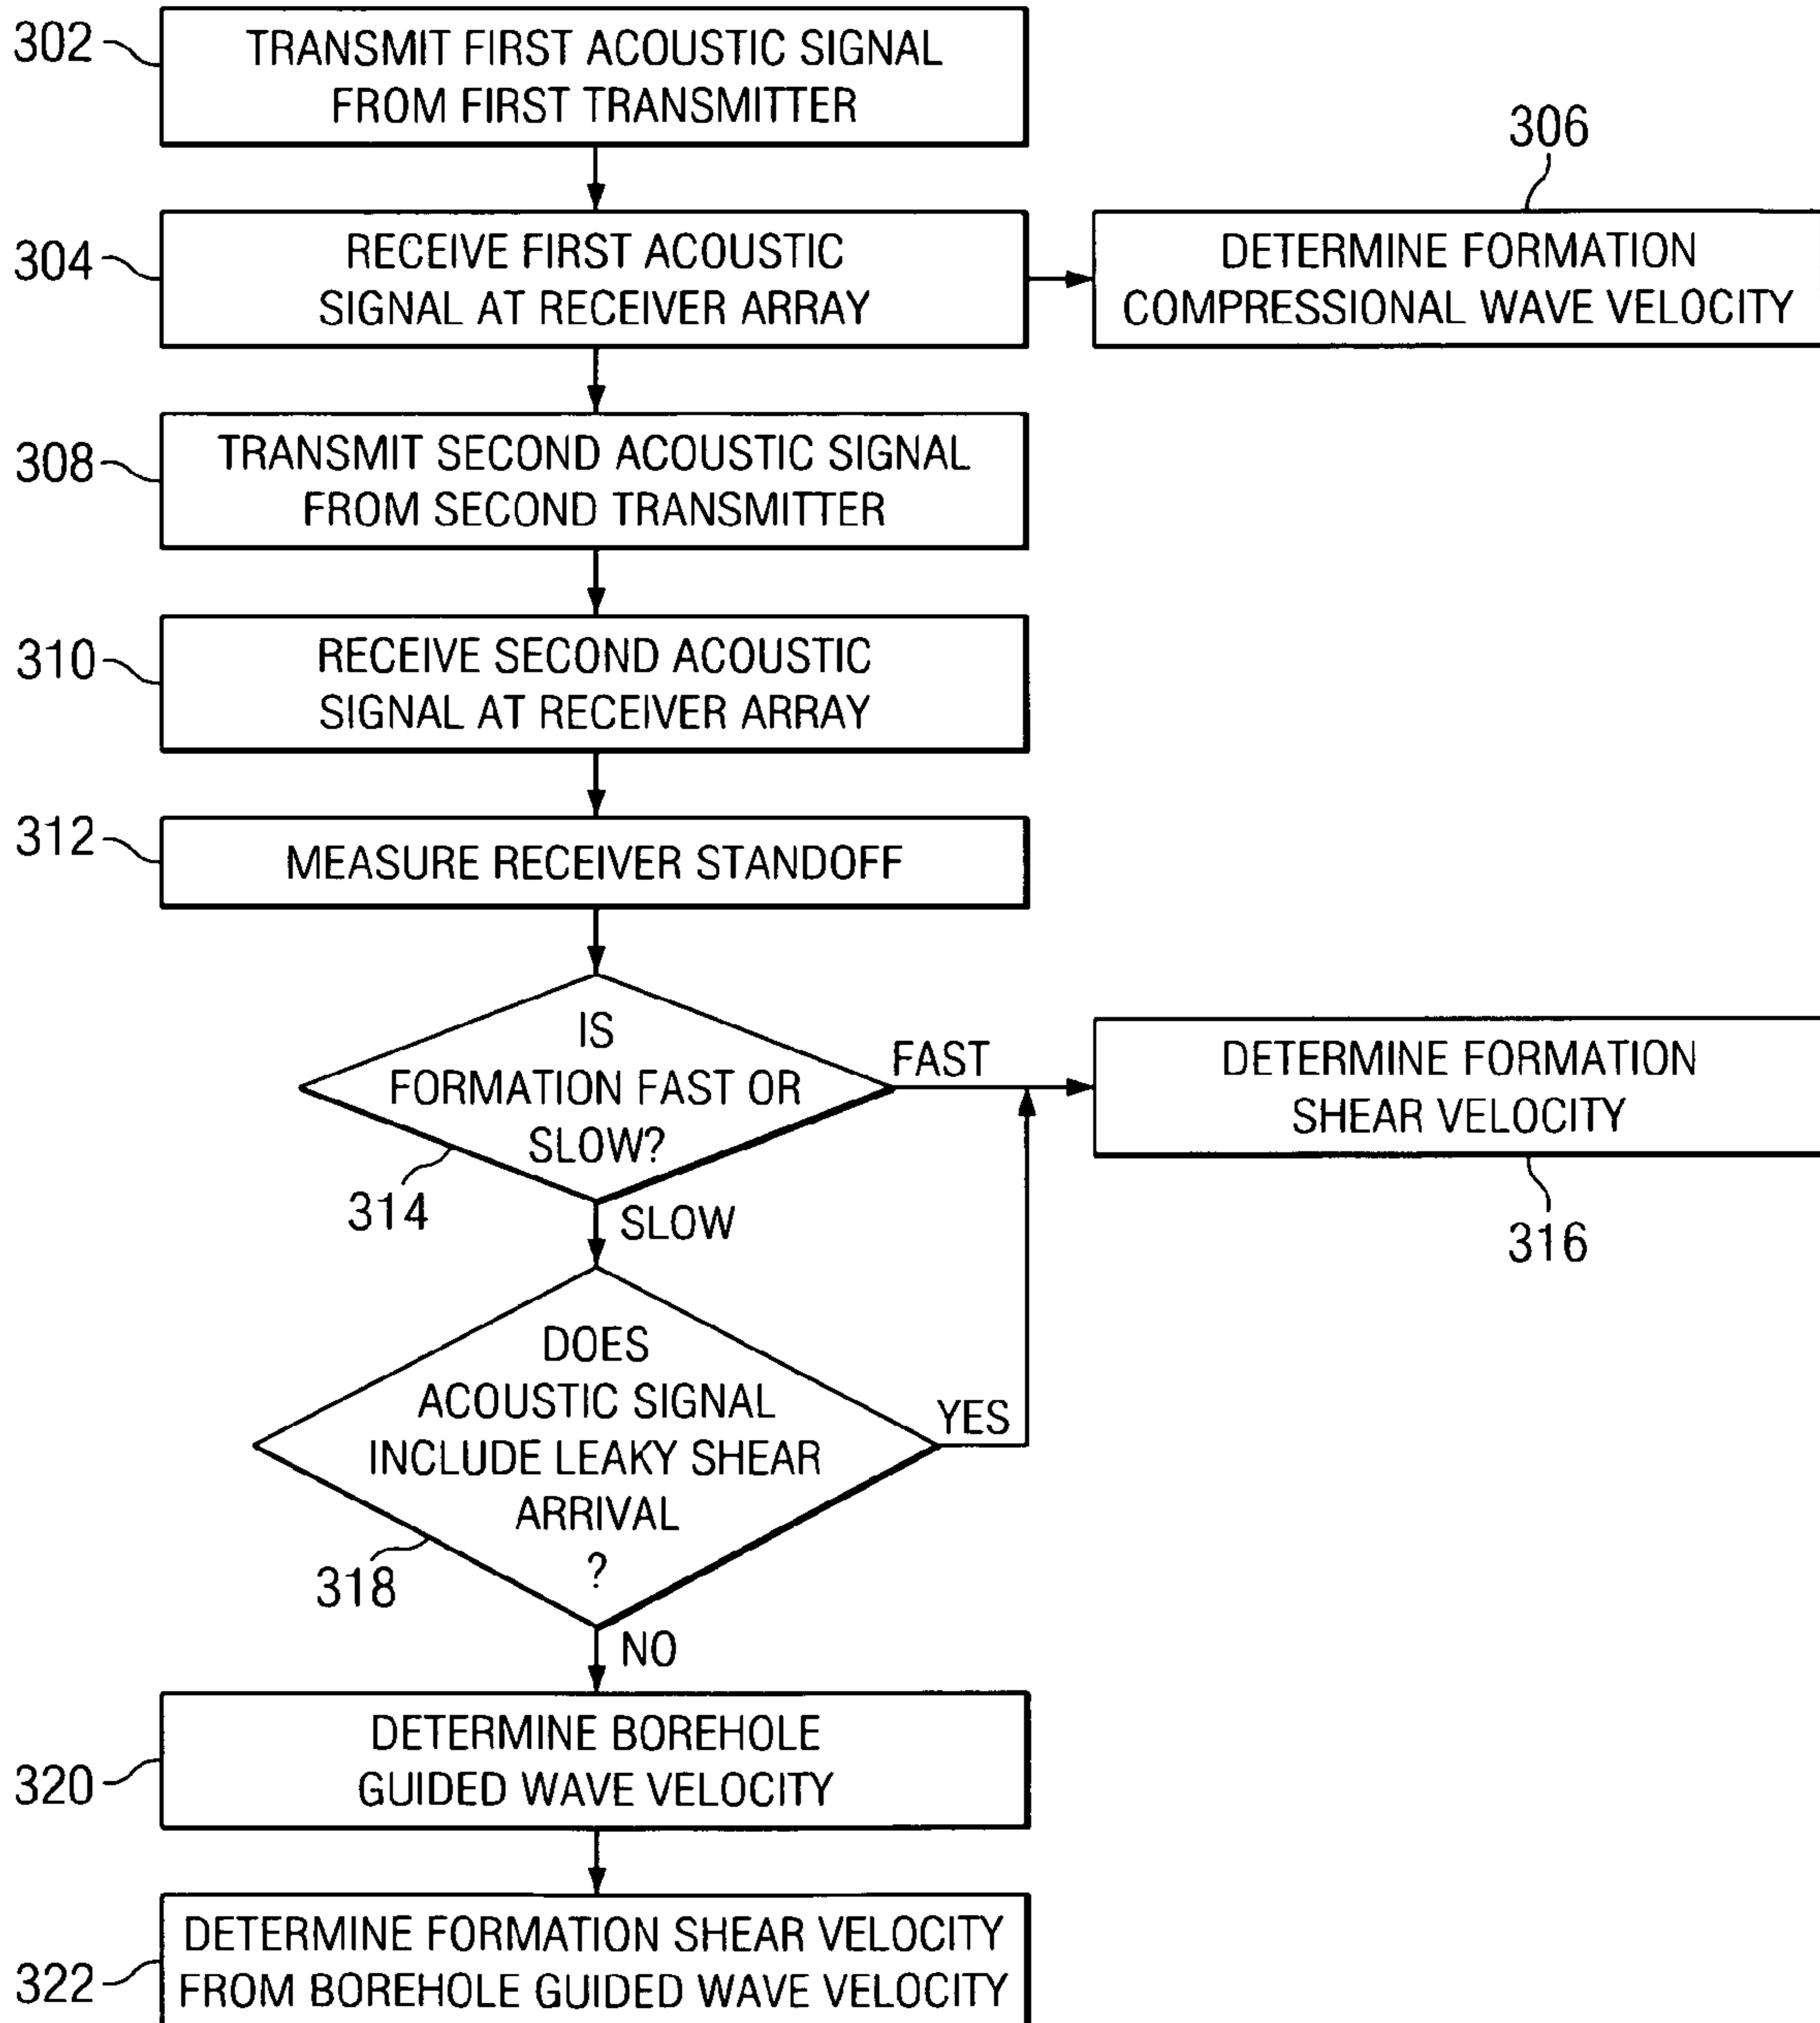 302
TRANSMIT FIRST ACOUSTIC SIGNAL
FROM FIRST TRANSMITTER
304
RECEIVE FIRST ACOUSTIC
SIGNAL AT RECEIVER ARRAY
306
DETERMINE FORMATION
COMPRESSIONAL WAVE VELOCITY
308
TRANSMIT SECOND ACOUSTIC SIGNAL
FROM SECOND TRANSMITTER
310
RECEIVE SECOND ACOUSTIC
SIGNAL AT RECEIVER ARRAY
312
MEASURE RECEIVER STANDOFF
IS
FORMATION FAST OR
SLOW?
314
FAST
DETERMINE FORMATION
SHEAR VELOCITY
316
SLOW
DOES
ACOUSTIC SIGNAL
INCLUDE LEAKY SHEAR
ARRIVAL
?
318
YES
NO
320
DETERMINE BOREHOLE
GUIDED WAVE VELOCITY
322
DETERMINE FORMATION SHEAR VELOCITY
FROM BOREHOLE GUIDED WAVE VELOCITY